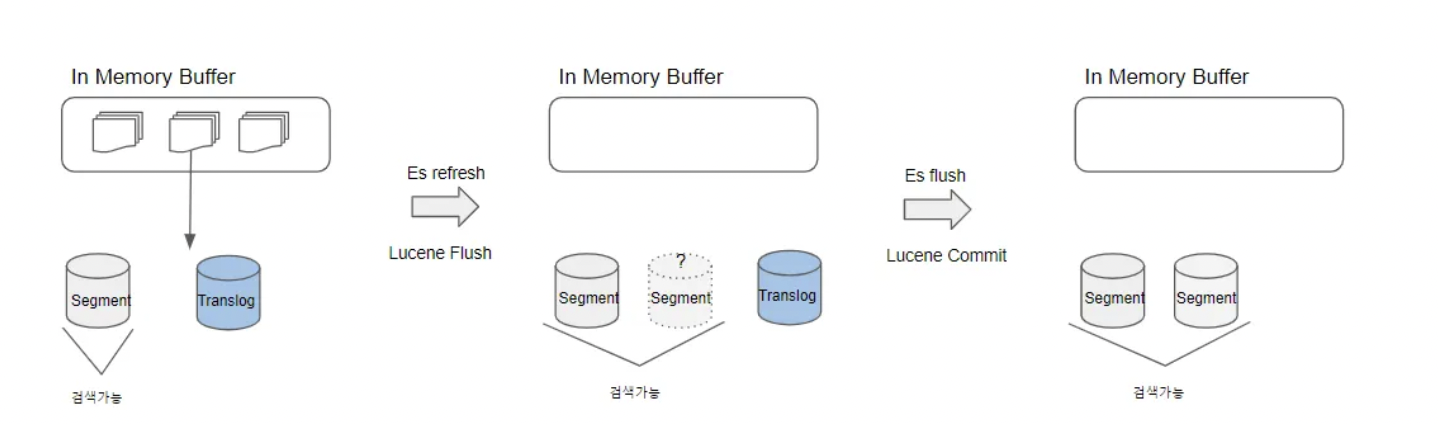 In Memory Buffer
In Memory Buffer
In Memory Buffer
Es refresh
Es flush
Lucene Flush
Lucene Commit
?
Segment
Translog
Segment
Segment
Translog
Segment
Segment
검색가능
검색가능
검색가능